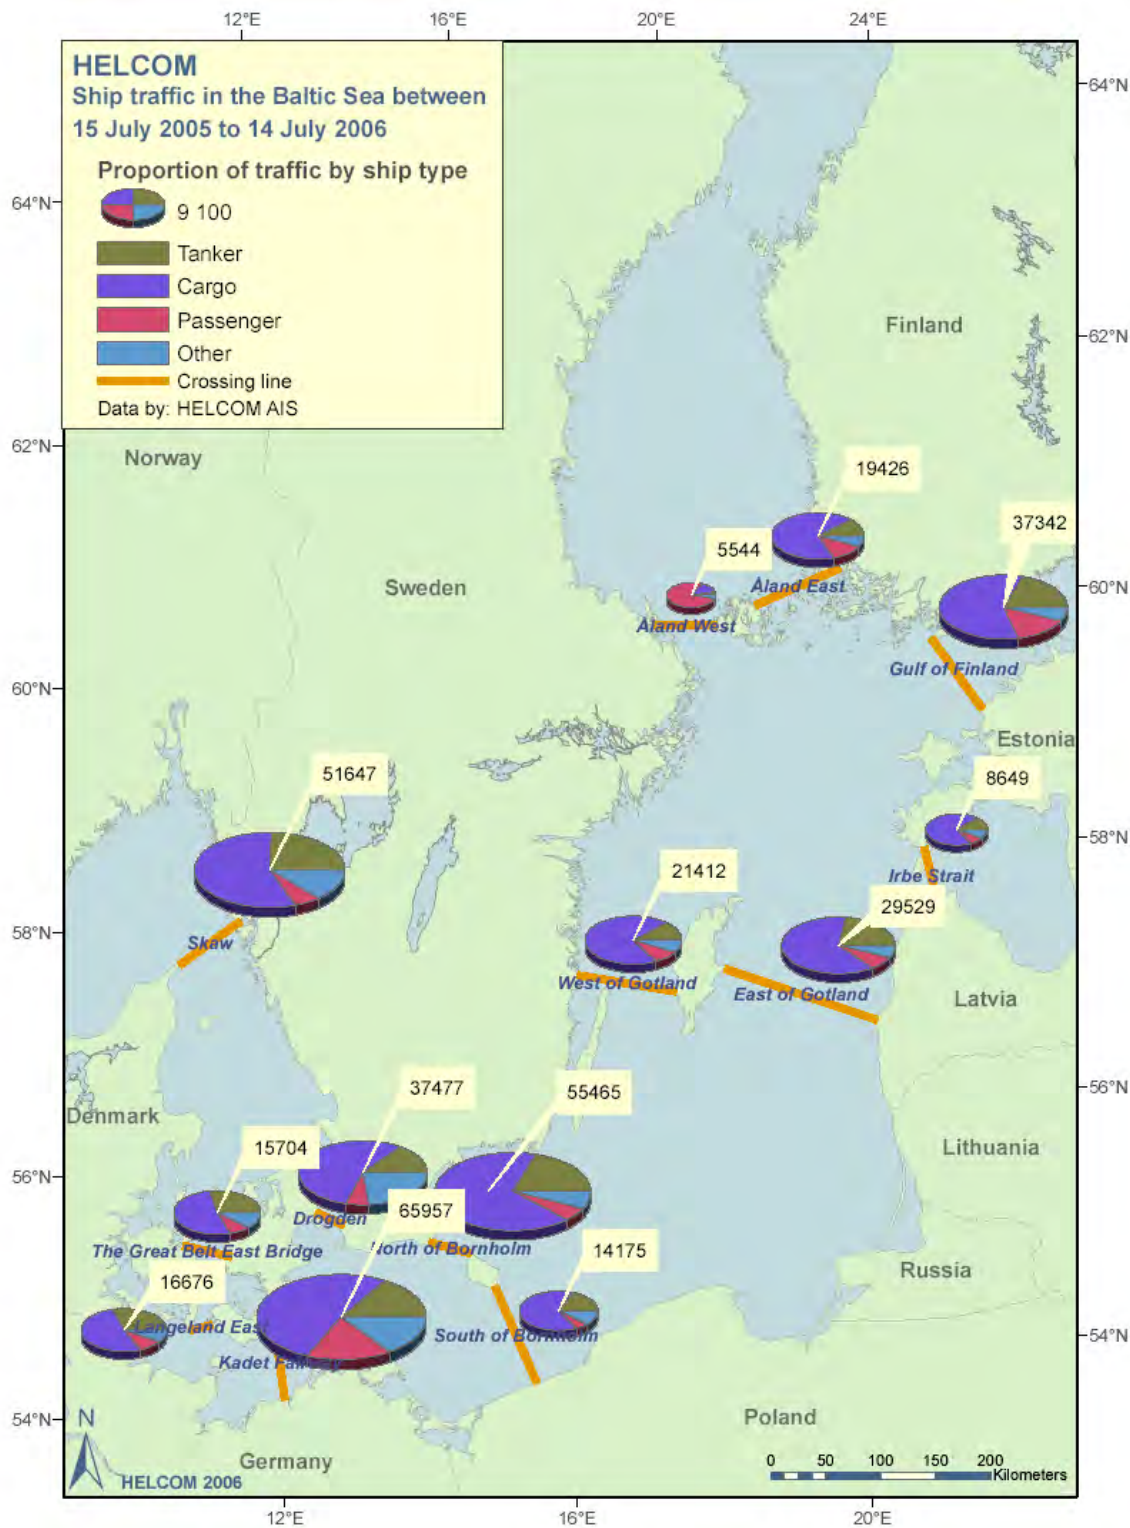 12°E 16°E 20°E 24°E
HELCOM
Ship traffic in the Baltic Sea between
15 July 2005 to 14 July 2006
Proportion of traffic by ship type
9 100
Tanker
Cargo
Passenger
Other
Crossing line
Data by: HELCOM AIS
64°N
64°N
Finland
62°N
62°N
Norway
19426
37342
5544
Sweden
Åland East
60°N
Åland West
Gulf of Finland
60°N
Estonia
51647
8649
58°N
21412
Irbe Strait
29529
58°N
Skaw
West of Gotland
East of Gotland
Latvia
37477
55465
56°N
Denmark
15704
Lithuania
56°N
65957
Drogden
The Great Belt East Bridge
North of Bornholm
14175
16676
Russia
Langeland East
South of Bornholm
54°N
Kadet Fairway
54°N
Poland
N
Germany
HELCOM 2006
0 50 100 150 200
Kilometers
12°E 16°E 20°E